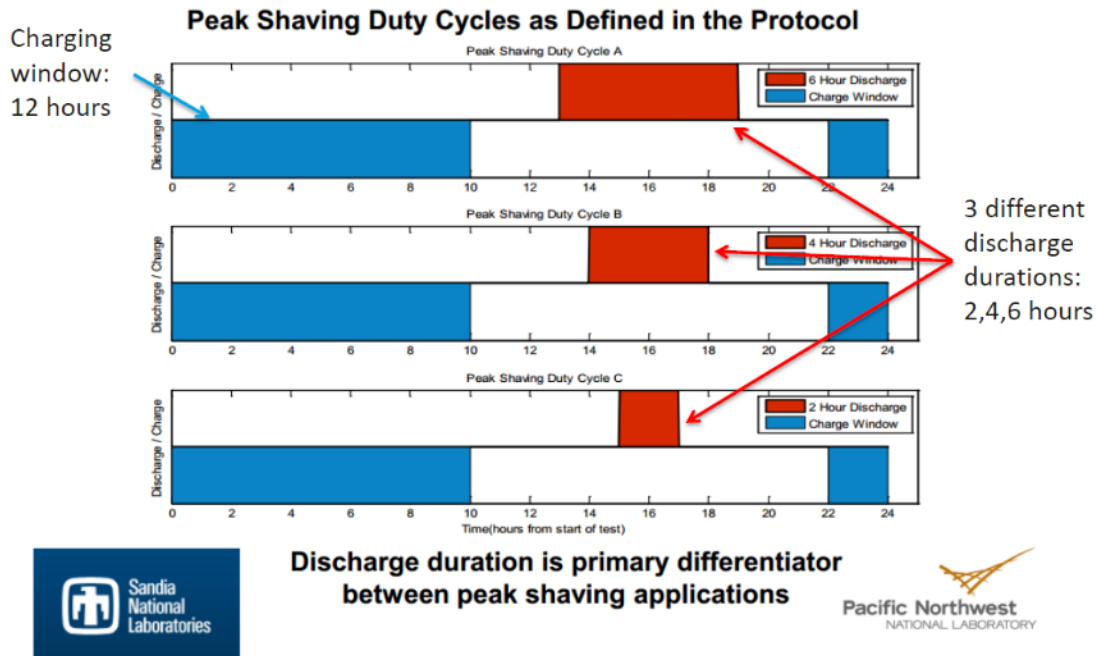 Peak Shaving Duty Cycles as Defined in the Protocol
Charging
window:
12 hours
Peak Shaving Duty Cycle A
Discharge / Charge
6 Hour Discharge
Charge Window
0 2 4 6 8 10 12 14 16 18 20 22 24
Peak Shaving Duty Cycle B
Discharge / Charge
4 Hour Discharge
Charge Window
0 2 4 6 8 10 12 14 16 18 20 22 24
3 different
discharge
durations:
2,4,6 hours
Peak Shaving Duty Cycle C
Discharge / Charge
2 Hour Discharge
Charge Window
0 2 4 6 8 10 12 14 16 18 20 22 24
Time(hours from start of test)
Discharge duration is primary differentiator
between peak shaving applications
Sandia
National
Laboratories
Pacific Northwest
NATIONAL LABORATORY